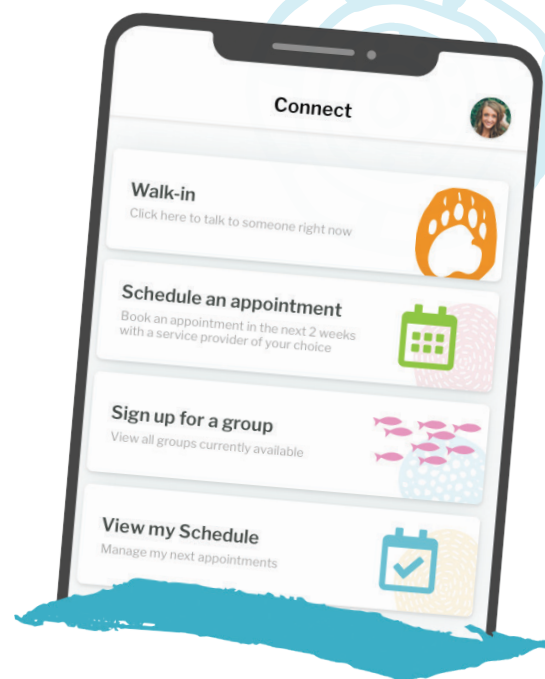 Connect
Walk-in
Click here to talk to someone right now
Schedule an appointment
Book an appointment in the next 2 weeks
with a service provider of your choice
Sign up for a group
View all groups currently available
View my Schedule
Manage my next appointments